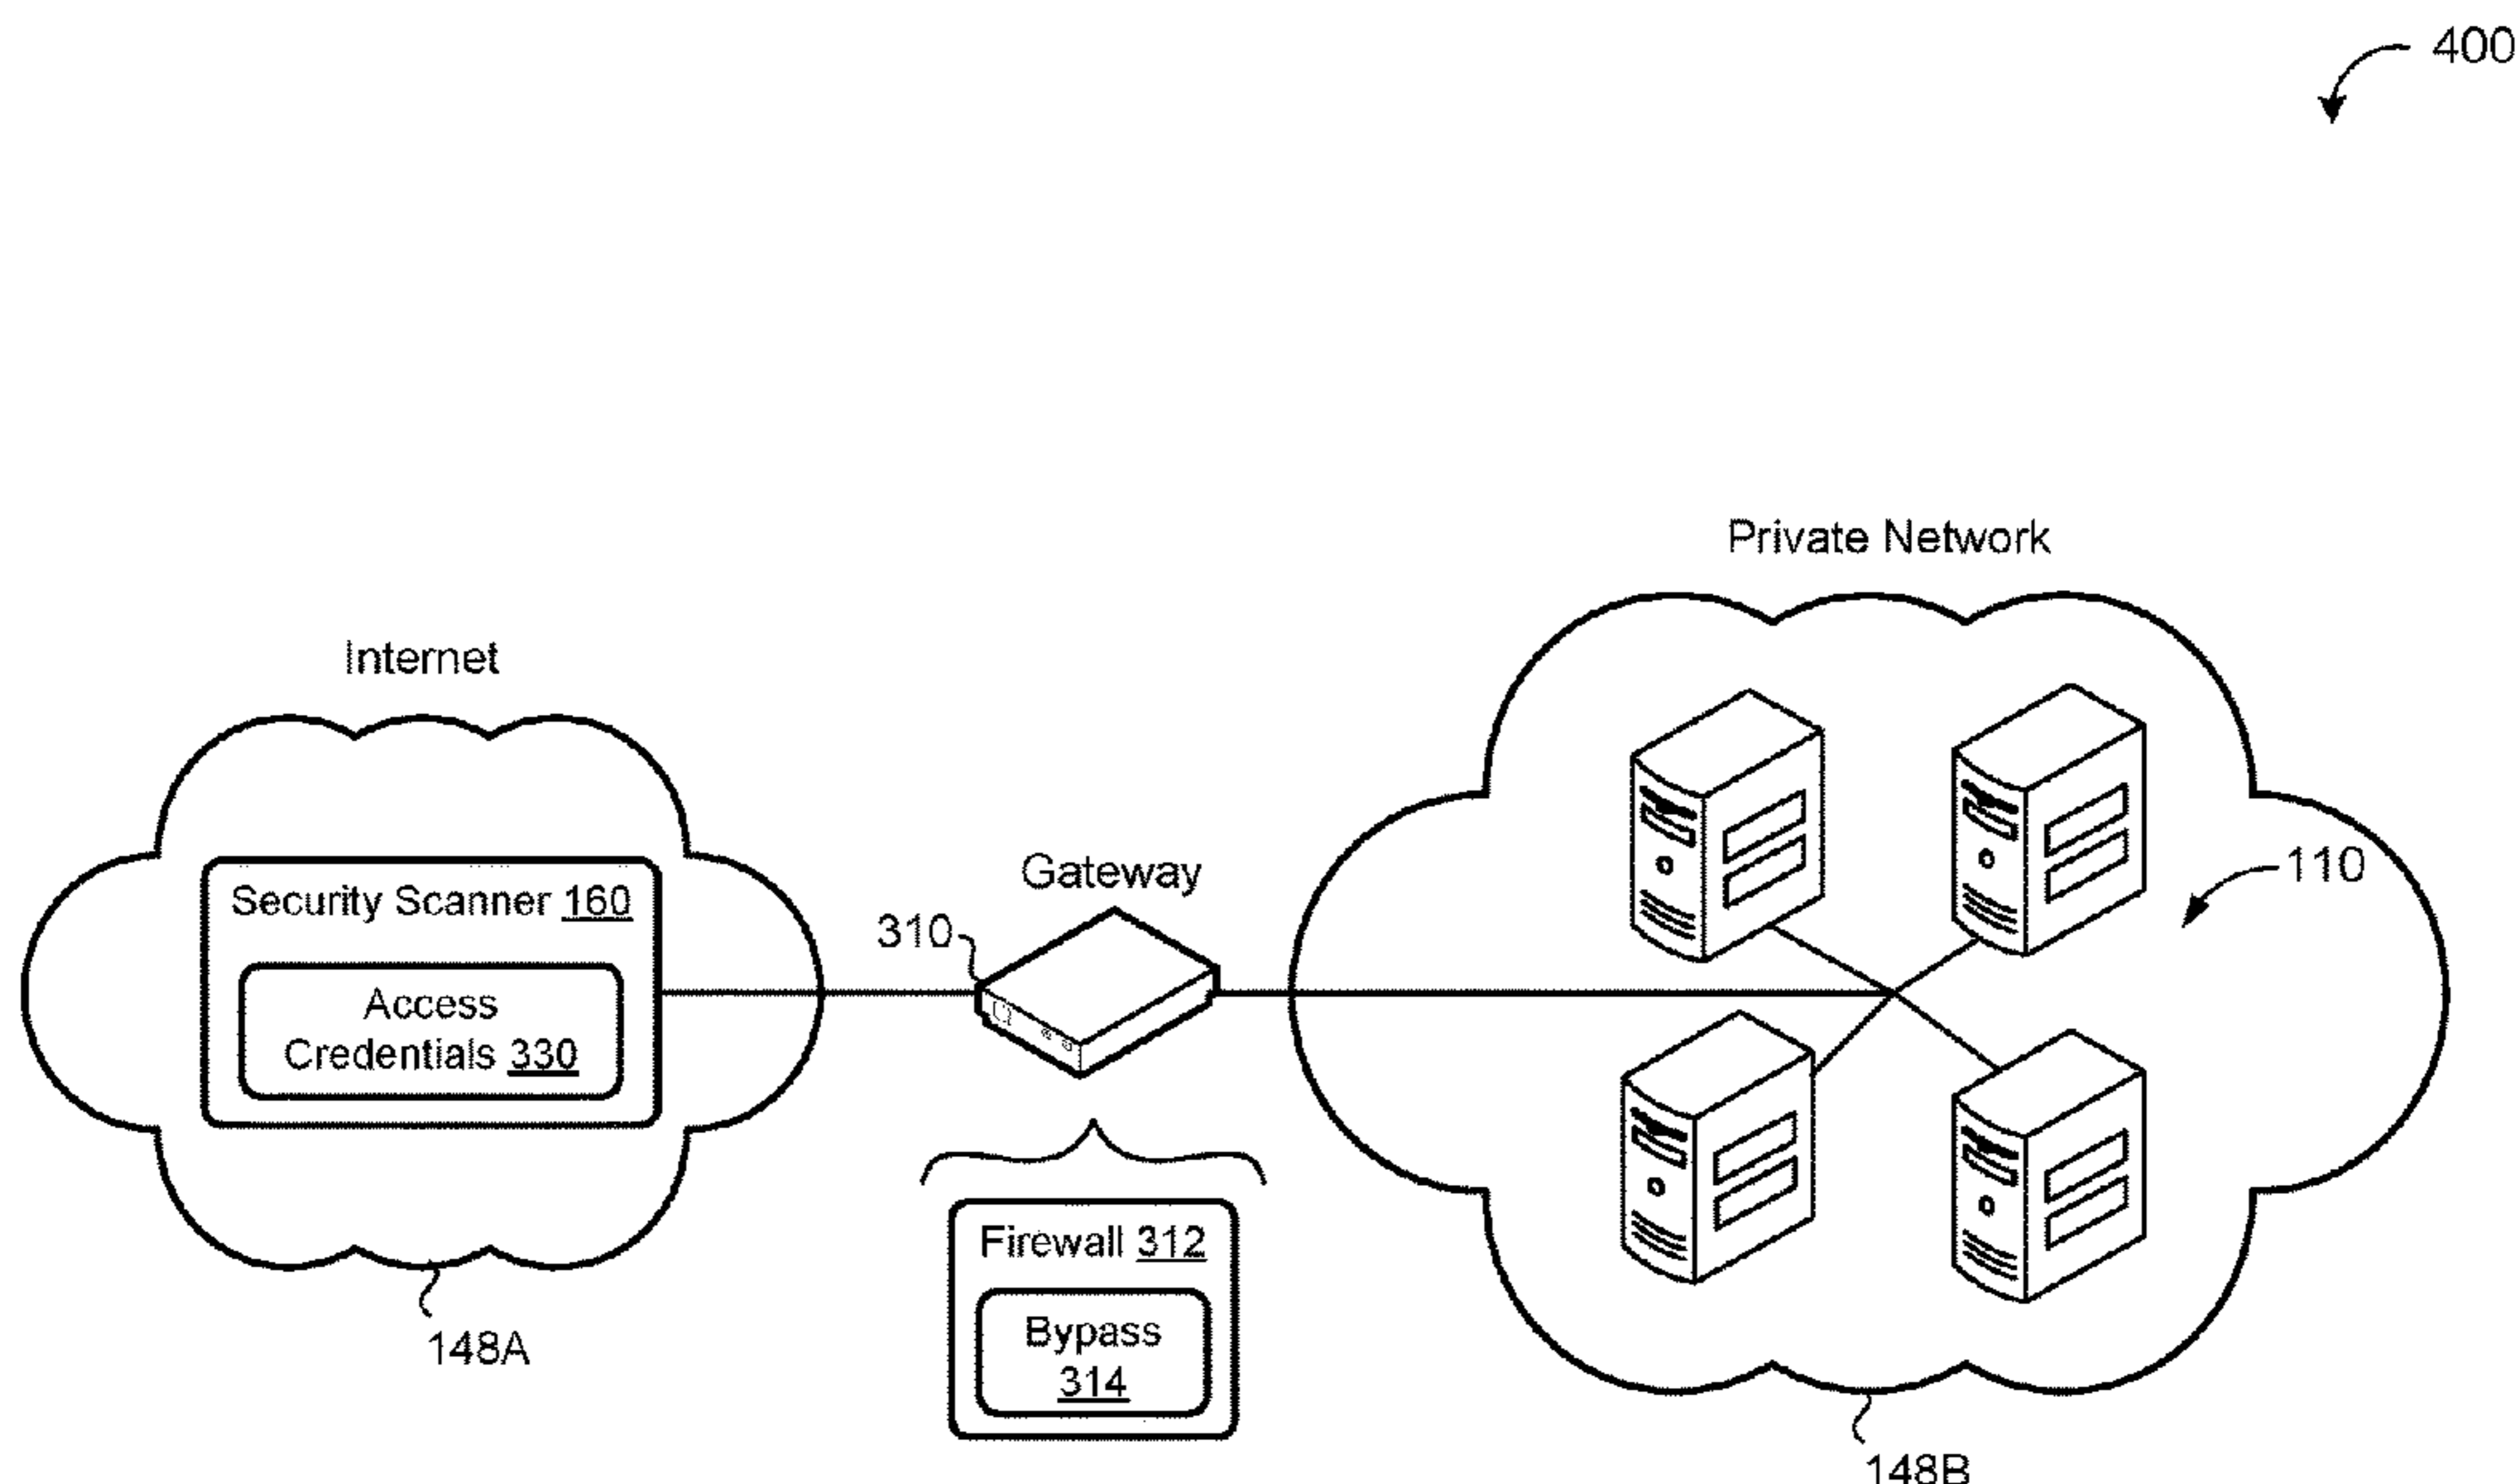 400
Private Network
Internet
Gateway
110
Security Scanner 160
310
Access
Credentials 330
Firewall 312
Bypass
314
148A
148B